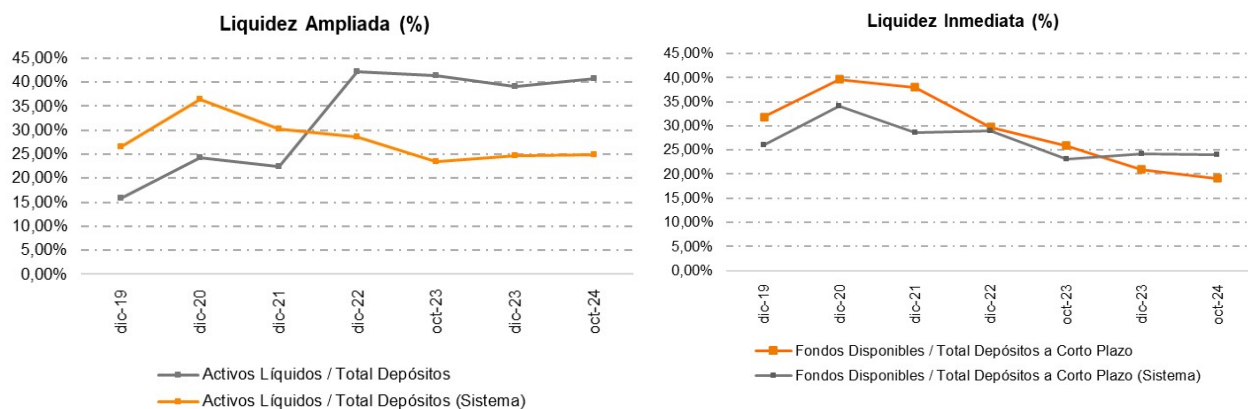 Liquidez Ampliada (%)
45,00%
40,00%
35,00%
30,00%
25,00%
20,00%
15,00%
10,00%
5,00%
0,00%
dic-19
dic-20
dic-21
dic-22
oct-23
dic-23
oct-24
Activos Líquidos / Total Depósitos
Activos Líquidos / Total Depósitos (Sistema)
Liquidez Inmediata (%)
45,00%
40,00%
35,00%
30,00%
25,00%
20,00%
15,00%
10,00%
5,00%
0,00%
dic-19
dic-20
dic-21
dic-22
oct-23
dic-23
oct-24
Fondos Disponibles / Total Depósitos a Corto Plazo
Fondos Disponibles / Total Depósitos a Corto Plazo (Sistema)